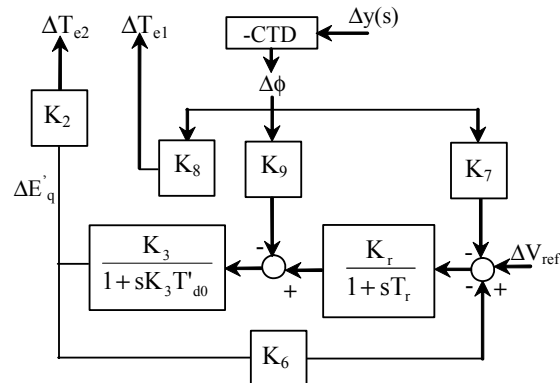 ΔT_e2
ΔT_e1
Δy(s)
-CTD
Δϕ
K_2
K_8
K_9
K_7
ΔE'_q
K_3
1+sK_3T'_d0
-
+
K_r
1+sT_r
-
-
+
ΔV_ref
K_6